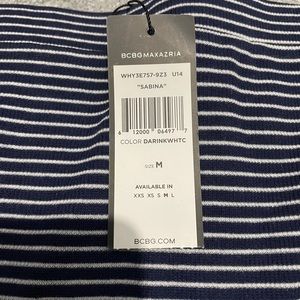 BCBGMAXAZRIA
WHY3E757-9Z3 U14
"SABINA"
6 12000 06497 7
COLOR DARINKWHTC
SIZE M
AVAILABLE IN
XXS XS S M L
BCBG.COM